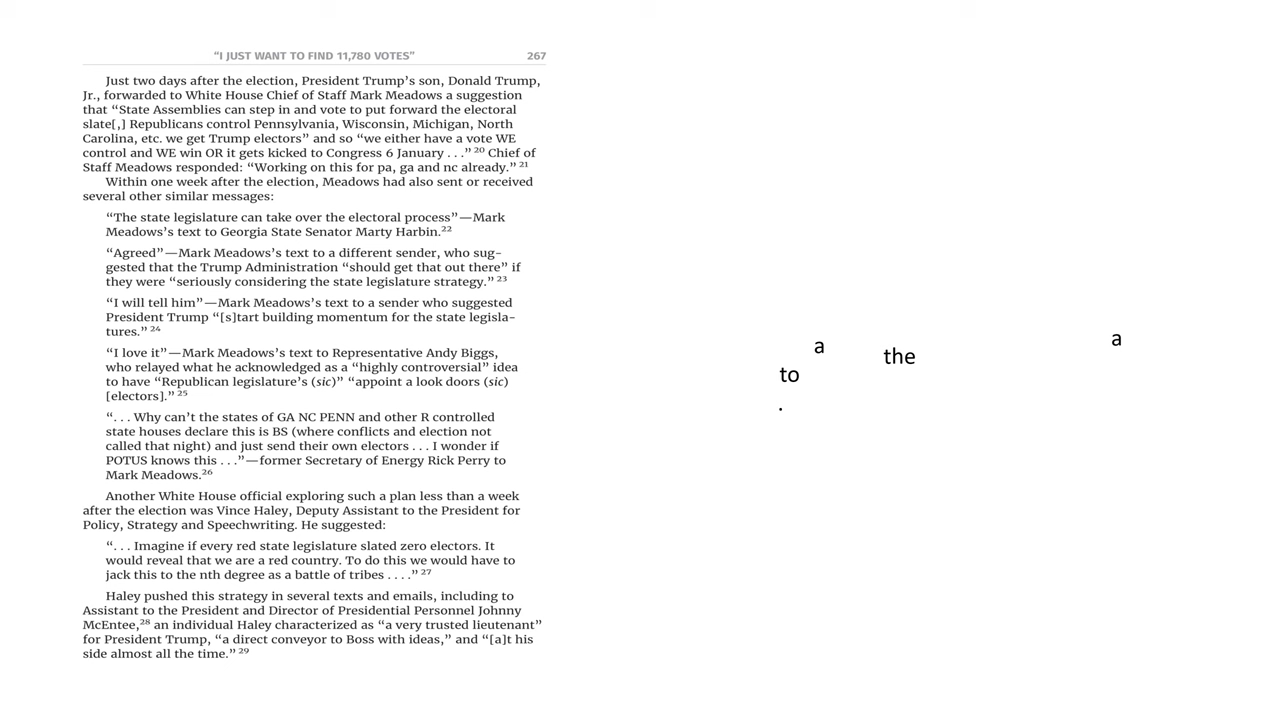 “I JUST WANT TO FIND 11,780 VOTES” 267
Just two days after the election, President Trump’s son, Donald Trump,
Jr., forwarded to White House Chief of Staff Mark Meadows a suggestion
that “State Assemblies can step in and vote to put forward the electoral
slate[,] Republicans control Pennsylvania, Wisconsin, Michigan, North
Carolina, etc. we get Trump electors” and so “we either have a vote WE
control and WE win OR it gets kicked to Congress 6 January . . .” 20 Chief of
Staff Meadows responded: “Working on this for pa, ga and nc already.” 21
Within one week after the election, Meadows had also sent or received
several other similar messages:
“The state legislature can take over the electoral process”—Mark
Meadows’s text to Georgia State Senator Marty Harbin.22
“Agreed”—Mark Meadows’s text to a different sender, who sug-
gested that the Trump Administration “should get that out there” if
they were “seriously considering the state legislature strategy.” 23
“I will tell him”—Mark Meadows’s text to a sender who suggested
President Trump “[s]tart building momentum for the state legisla-
tures.” 24
“I love it”—Mark Meadows’s text to Representative Andy Biggs,
who relayed what he acknowledged as a “highly controversial” idea
to have “Republican legislature’s (sic)” “appoint a look doors (sic)
[electors].” 25
“. . . Why can’t the states of GA NC PENN and other R controlled
state houses declare this is BS (where conflicts and election not
called that night) and just send their own electors . . . I wonder if
POTUS knows this . . .”—former Secretary of Energy Rick Perry to
Mark Meadows.26
Another White House official exploring such a plan less than a week
after the election was Vince Haley, Deputy Assistant to the President for
Policy, Strategy and Speechwriting. He suggested:
“. . . Imagine if every red state legislature slated zero electors. It
would reveal that we are a red country. To do this we would have to
jack this to the nth degree as a battle of tribes . . . .” 27
Haley pushed this strategy in several texts and emails, including to
Assistant to the President and Director of Presidential Personnel Johnny
McEntee,28 an individual Haley characterized as “a very trusted lieutenant”
for President Trump, “a direct conveyor to Boss with ideas,” and “[a]t his
side almost all the time.” 29
a
a
the
to
.